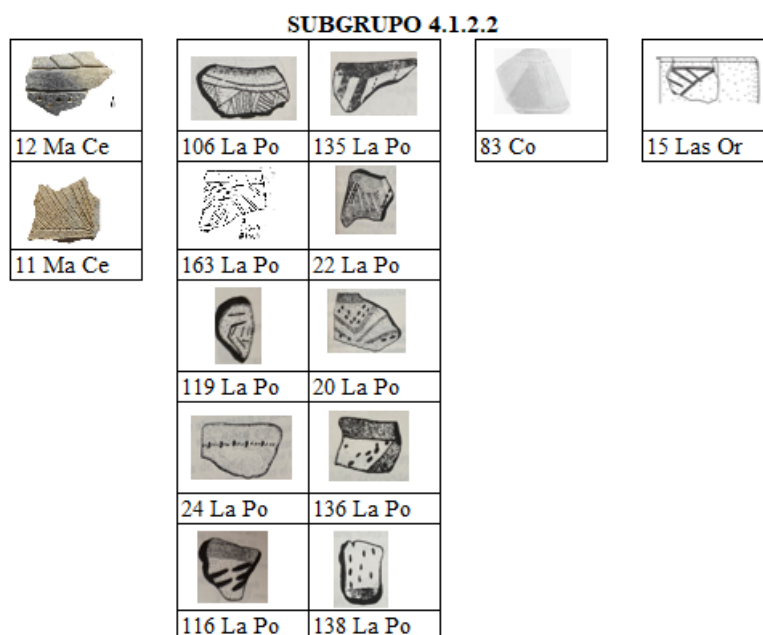 SUBGRUPO 4.1.2.2
12 Ma Ce
106 La Po
135 La Po
83 Co
15 Las Or
11 Ma Ce
163 La Po
22 La Po
119 La Po
20 La Po
24 La Po
136 La Po
116 La Po
138 La Po